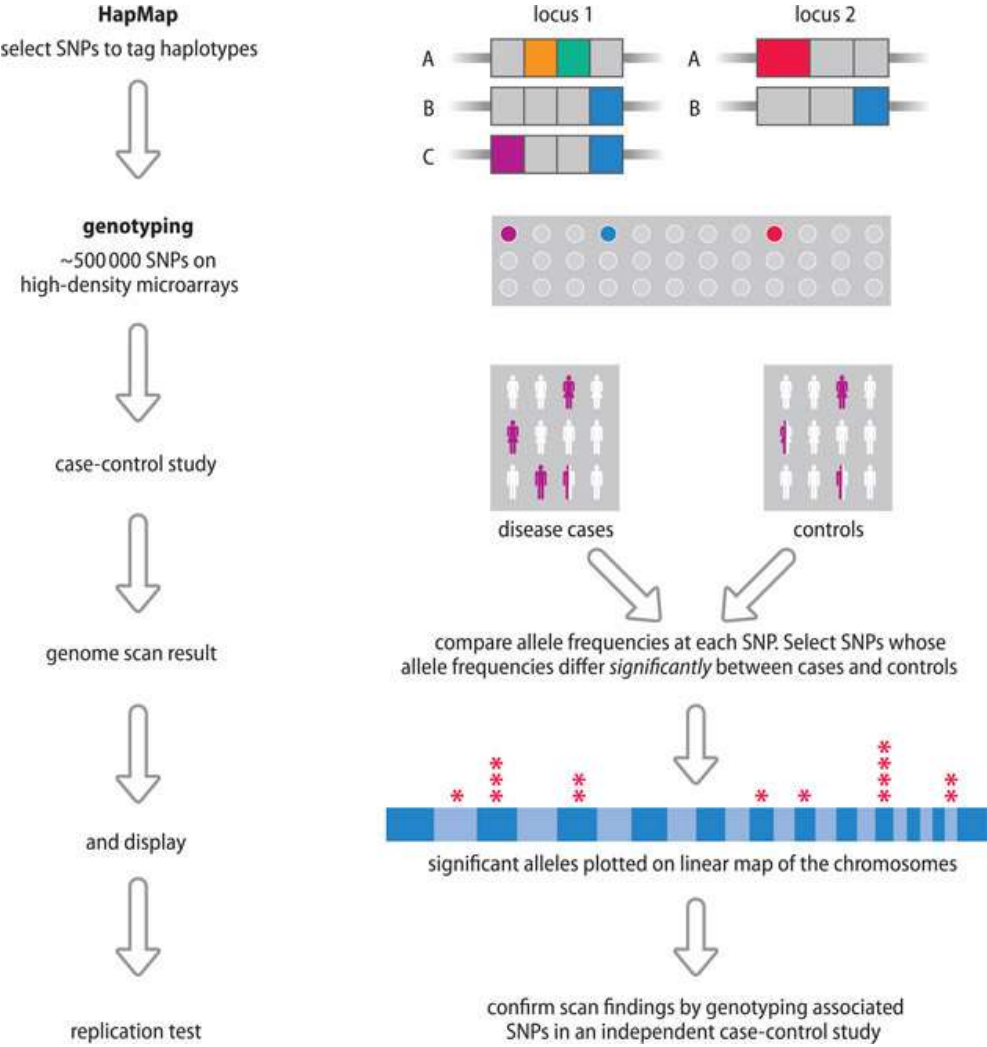 HapMap
select SNPs to tag haplotypes
locus 1
locus 2
A
B
C
A
B
genotyping
~500 000 SNPs on
high-density microarrays
case-control study
disease cases
controls
genome scan result
compare allele frequencies at each SNP. Select SNPs whose
allele frequencies differ significantly between cases and controls
* * * * * * * * * * * * * *
and display
significant alleles plotted on linear map of the chromosomes
replication test
confirm scan findings by genotyping associated
SNPs in an independent case-control study